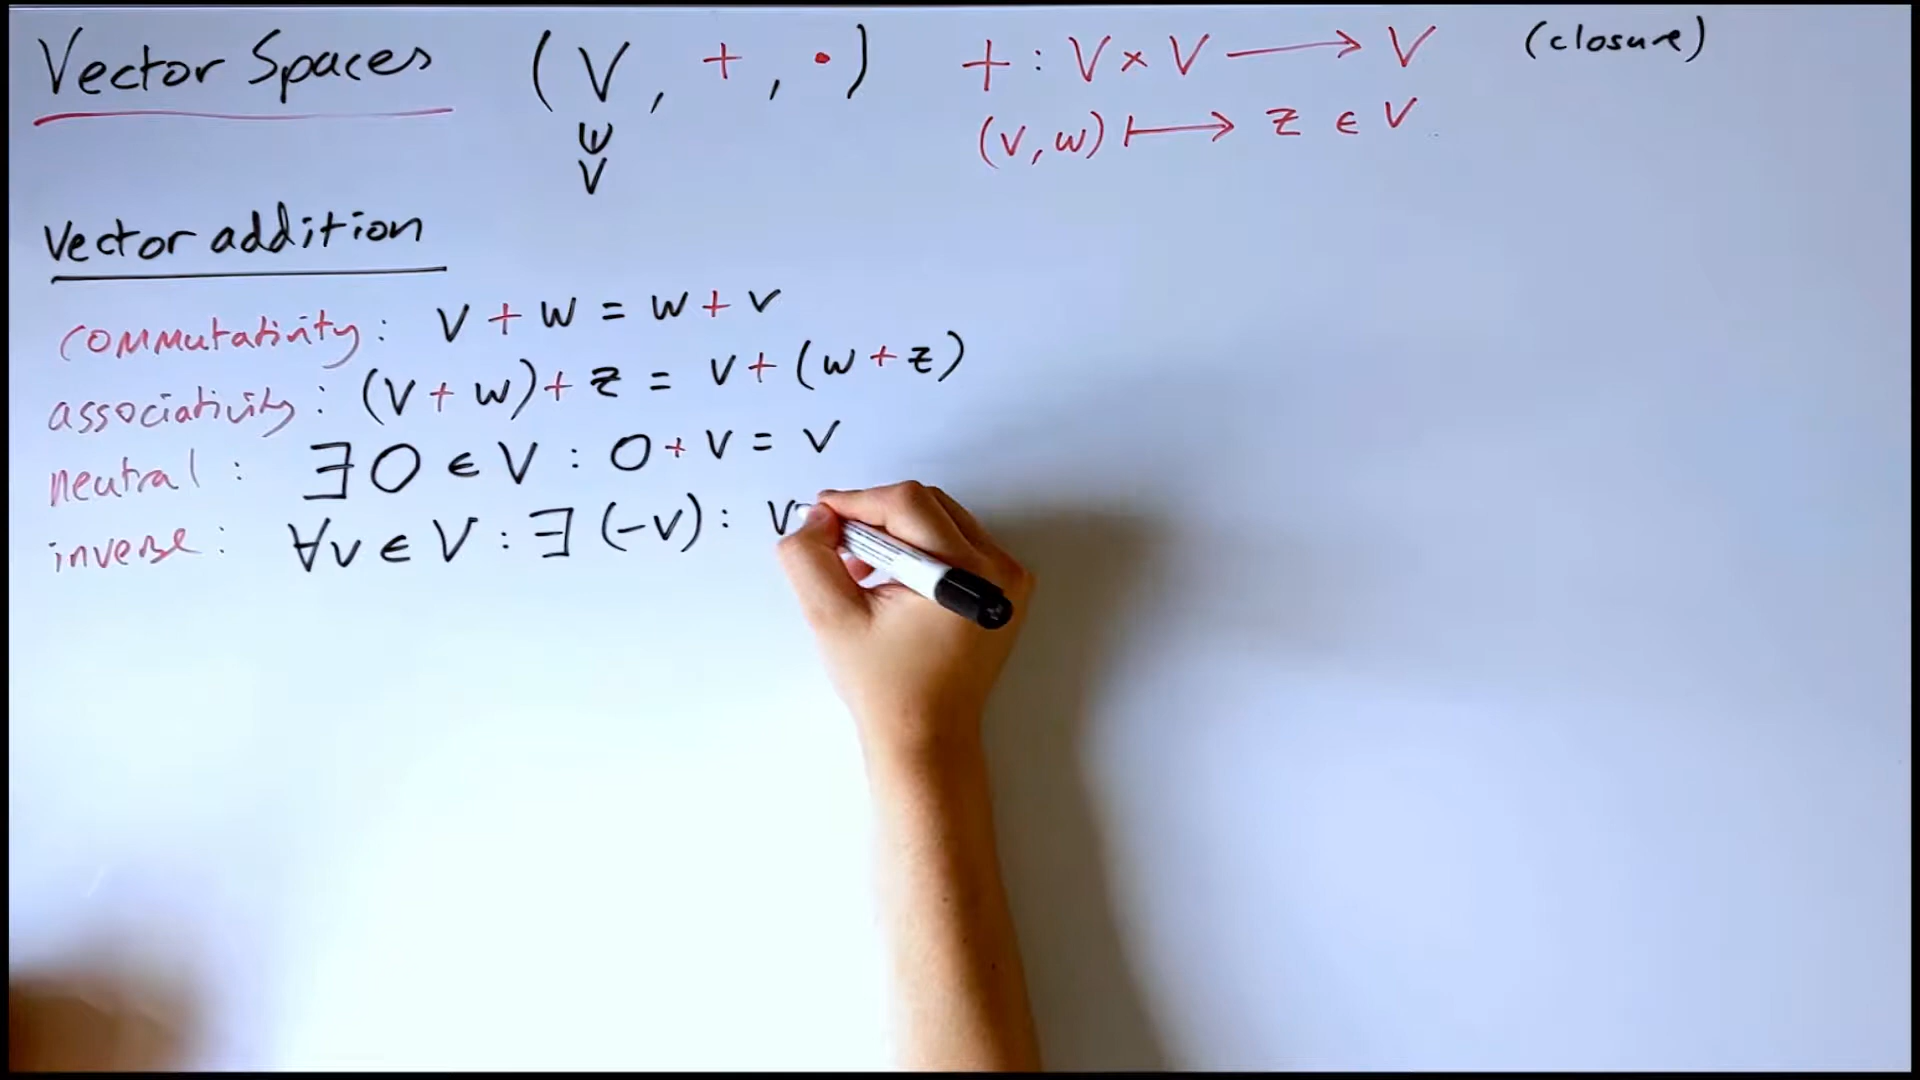 Vector Spaces (V, +, ·) +: V × V ⟶ V (closure)
(v, w) ⟼ z ∈ V
ψ
v
Vector addition
commutativity: v + w = w + v
associativity: (v + w) + z = v + (w + z)
neutral: ∃ 0 ∈ V : 0 + v = v
inverse: ∀v ∈ V : ∃ (-v) : v